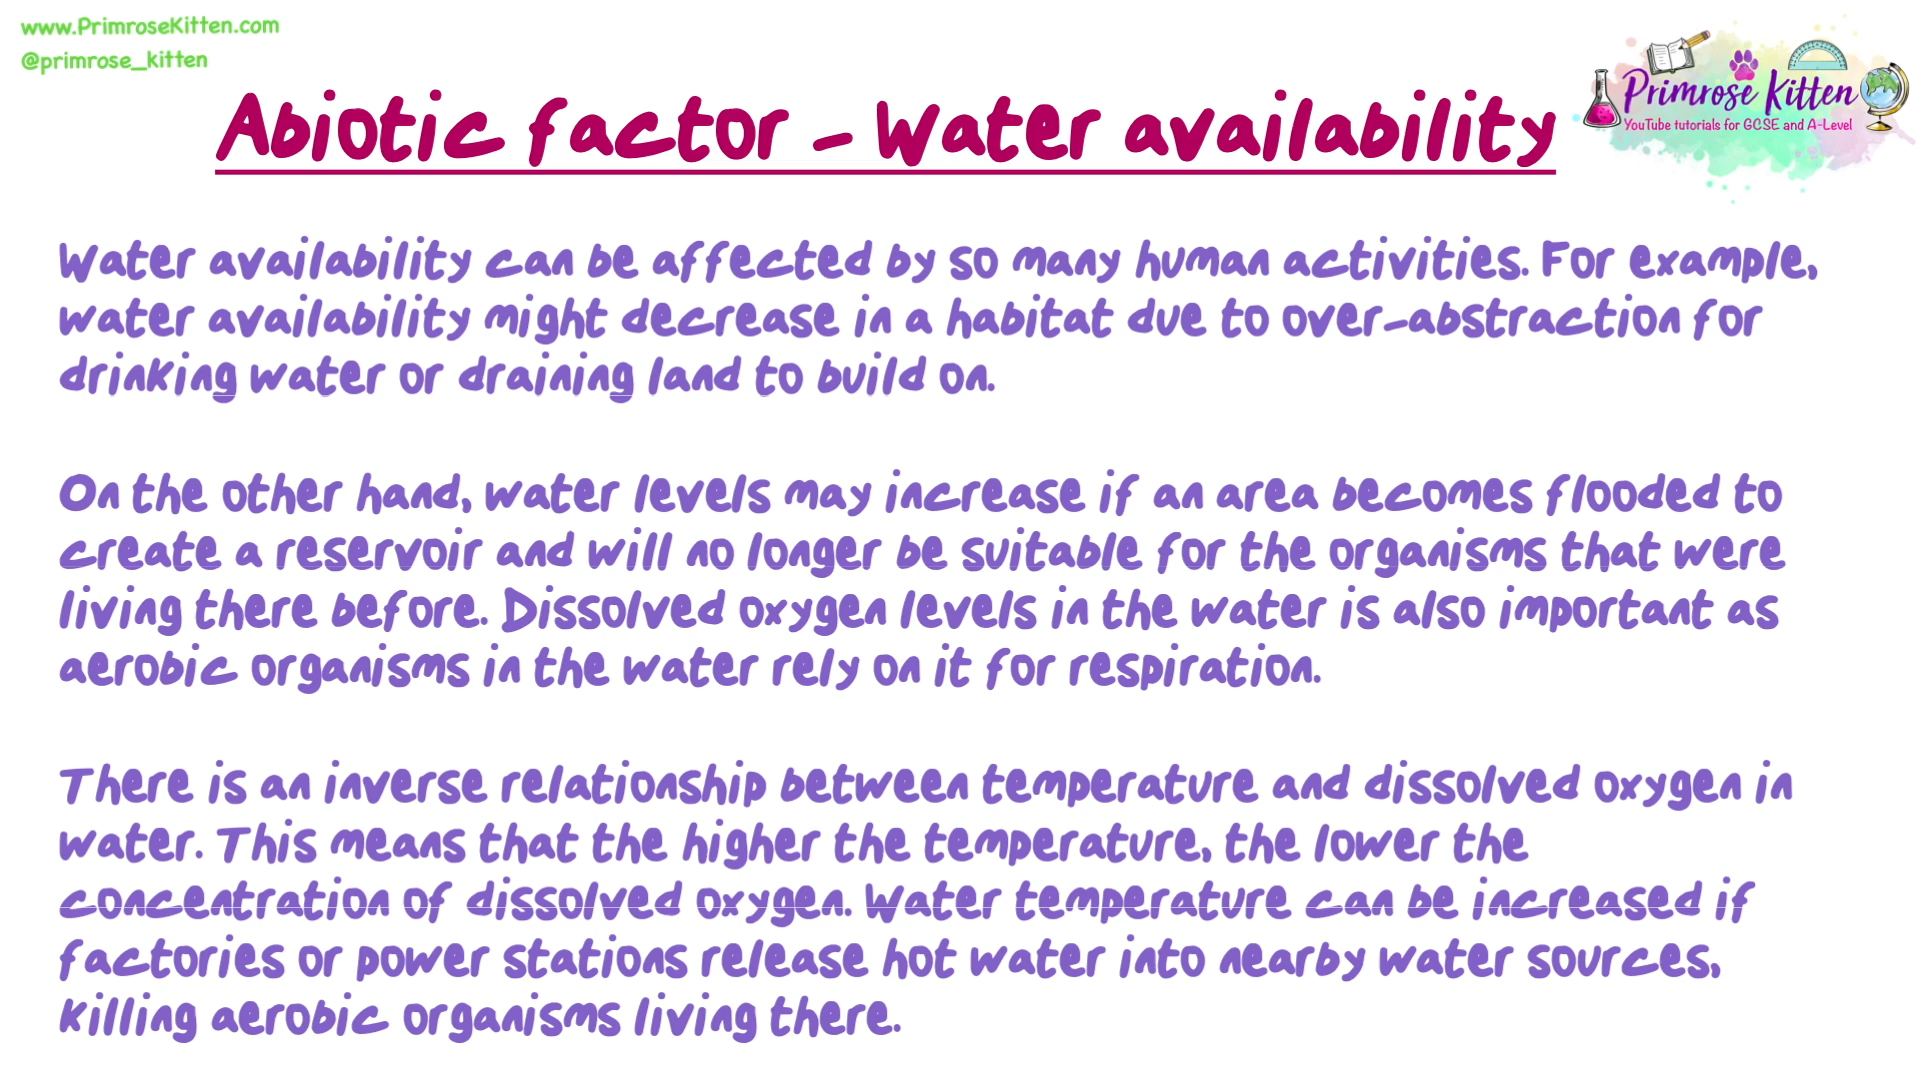 www.PrimroseKitten.com
@primrose_kitten
Primrose Kitten
YouTube tutorials for GCSE and A-Level
Abiotic factor - Water availability
Water availability can be affected by so many human activities. For example,
water availability might decrease in a habitat due to over-abstraction for
drinking water or draining land to build on.
On the other hand, water levels may increase if an area becomes flooded to
create a reservoir and will no longer be suitable for the organisms that were
living there before. Dissolved oxygen levels in the water is also important as
aerobic organisms in the water rely on it for respiration.
There is an inverse relationship between temperature and dissolved oxygen in
water. This means that the higher the temperature, the lower the
concentration of dissolved oxygen. Water temperature can be increased if
factories or power stations release hot water into nearby water sources,
killing aerobic organisms living there.